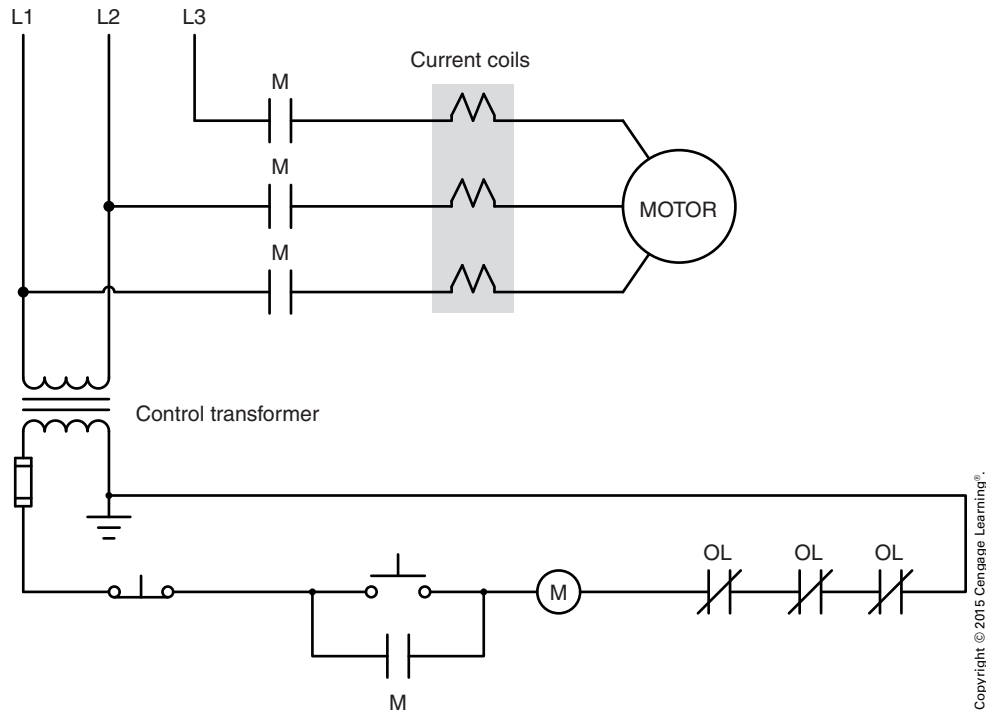 L1 L2 L3
Current coils
M
M
MOTOR
M
Control transformer
OL OL OL
M
M
Copyright © 2015 Cengage Learning®.